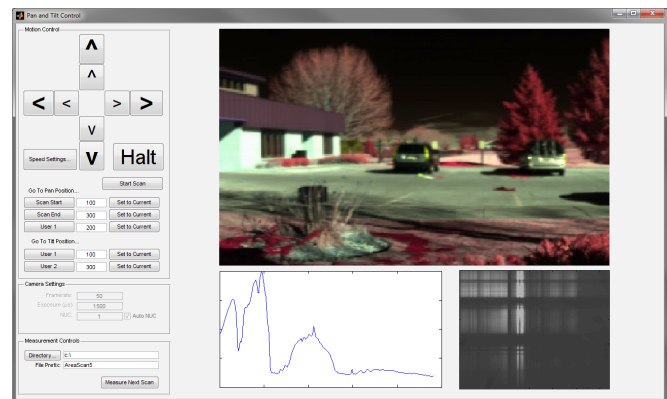 Pan and Tilt Control
Motion Control
^
^
< < > >
v
Speed Settings... v Halt
Start Scan
Go To Pan Position...
Scan Start 100 Set to Current
Scan End 300 Set to Current
User 1 200 Set to Current
Go To Tilt Position...
User 1 100 Set to Current
User 2 300 Set to Current
Camera Settings
Framerate: 50
Exposure (µs): 1500
NUC: 1 Auto NUC
Measurement Controls
Directory... c:\
File Prefix: AreaScan5
Measure Next Scan